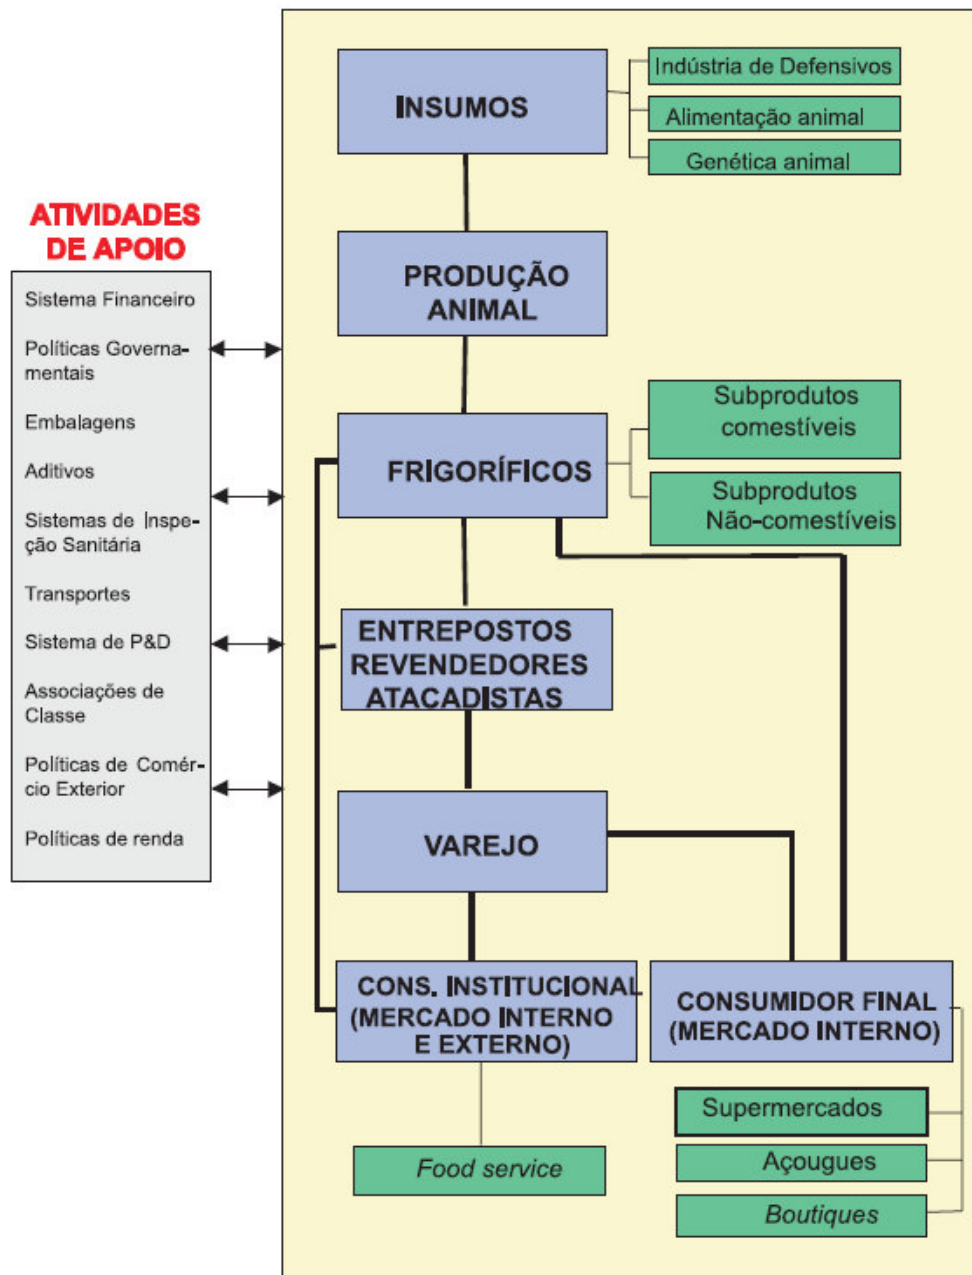 INSUMOS
Indústria de Defensivos
Alimentação animal
Genética animal
ATIVIDADES
DE APOIO
Sistema Financeiro
Políticas Governa-
mentais
Embalagens
Aditivos
Sistemas de Inspe-
ção Sanitária
Transportes
Sistema de P&D
Associações de
Classe
Políticas de Comér-
cio Exterior
Políticas de renda
PRODUÇÃO
ANIMAL
FRIGORÍFICOS
Subprodutos
comestíveis
Subprodutos
Não-comestíveis
ENTREPOSTOS
REVENDEDORES
ATACADISTAS
VAREJO
CONS. INSTITUCIONAL
(MERCADO INTERNO
E EXTERNO)
CONSUMIDOR FINAL
(MERCADO INTERNO)
Food service
Supermercados
Açougues
Boutiques